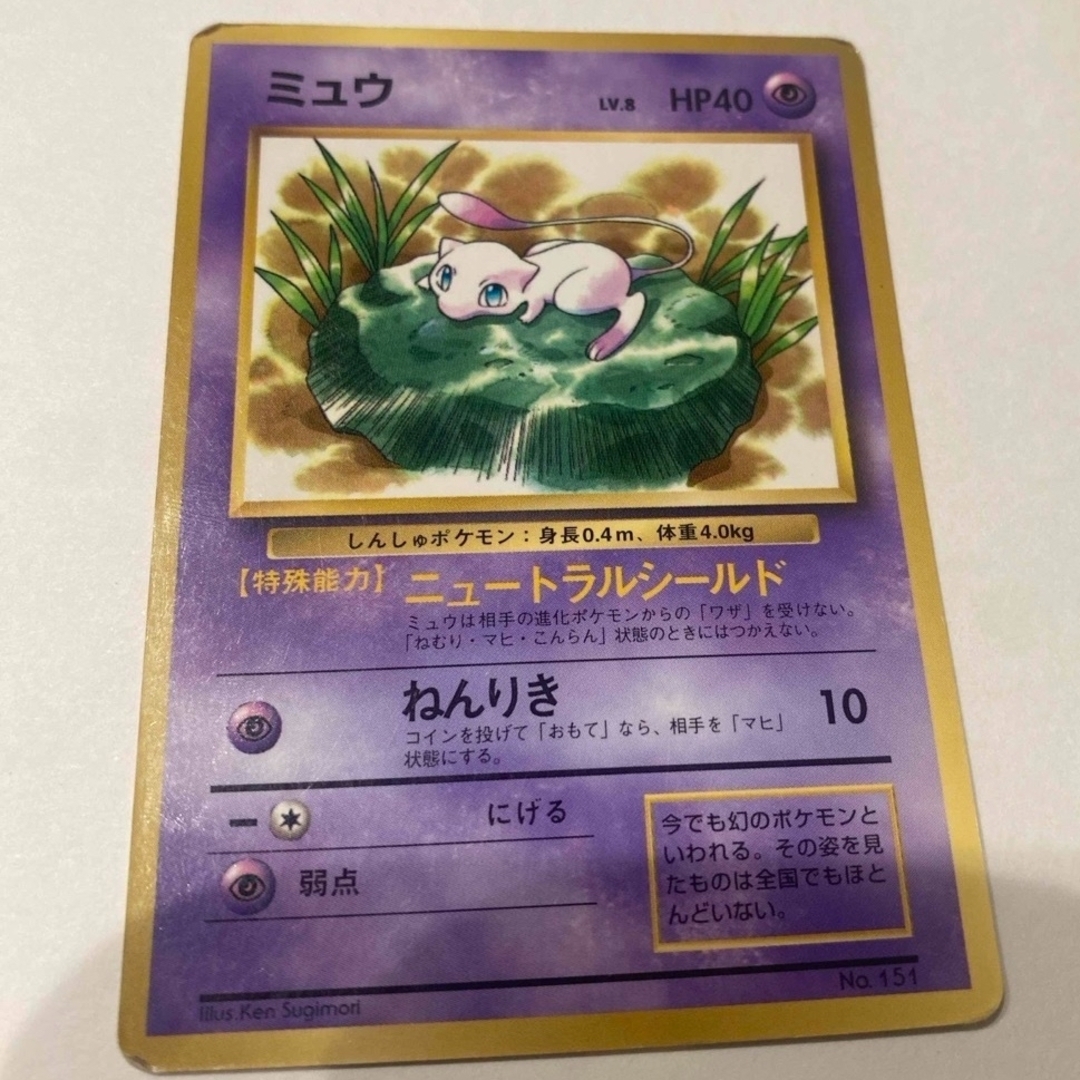 ミュウ LV.8 HP40
しんしゅポケモン：身長0.4m、体重4.0kg
【特殊能力】 ニュートラルシールド
ミュウは相手の進化ポケモンからの「ワザ」を受けない。
「ねむり・マヒ・こんらん」状態のときにはつかえない。
ねんりき 10
コインを投げて「おもて」なら、相手を「マヒ」
状態にする。
ー にげる
弱点
今でも幻のポケモンと
いわれる。その姿を見
たものは全国でもほと
んどいない。
Illus.Ken Sugimori No.151